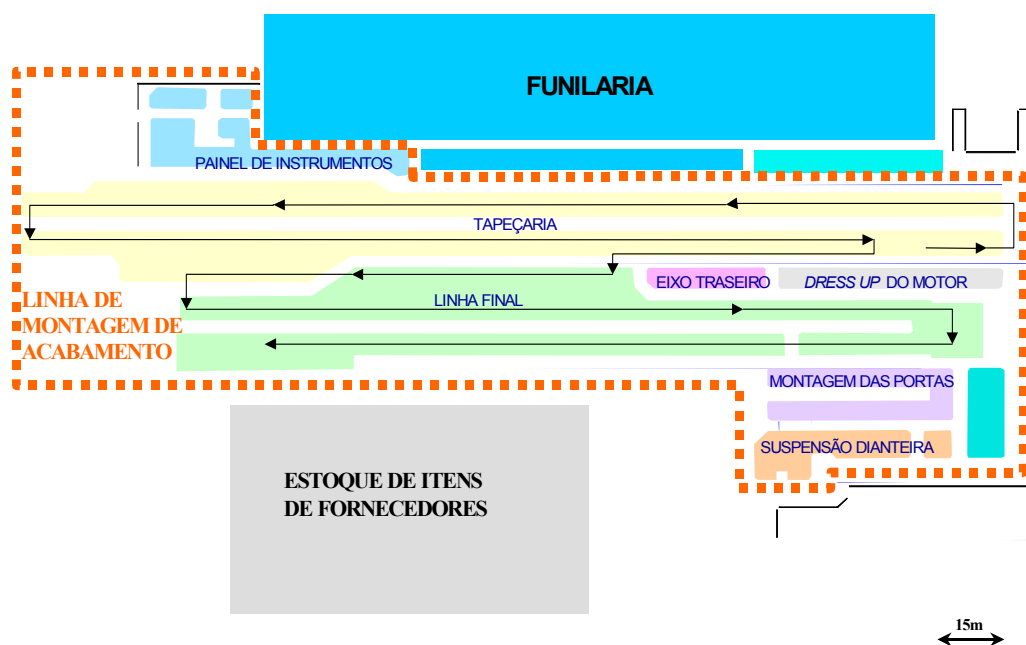 FUNILARIA
PAINEL DE INSTRUMENTOS
TAPEÇARIA
EIXO TRASEIRO
DRESS UP DO MOTOR
LINHA FINAL
LINHA DE
MONTAGEM DE
ACABAMENTO
MONTAGEM DAS PORTAS
SUSPENSÃO DIANTEIRA
ESTOQUE DE ITENS
DE FORNECEDORES
15m